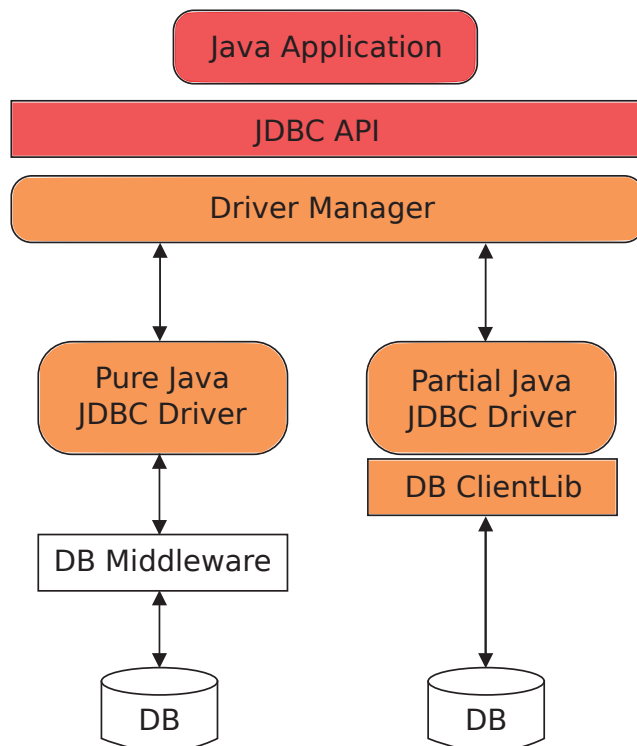 Java Application
JDBC API
Driver Manager
Pure Java
JDBC Driver
Partial Java
JDBC Driver
DB ClientLib
DB Middleware
DB
DB